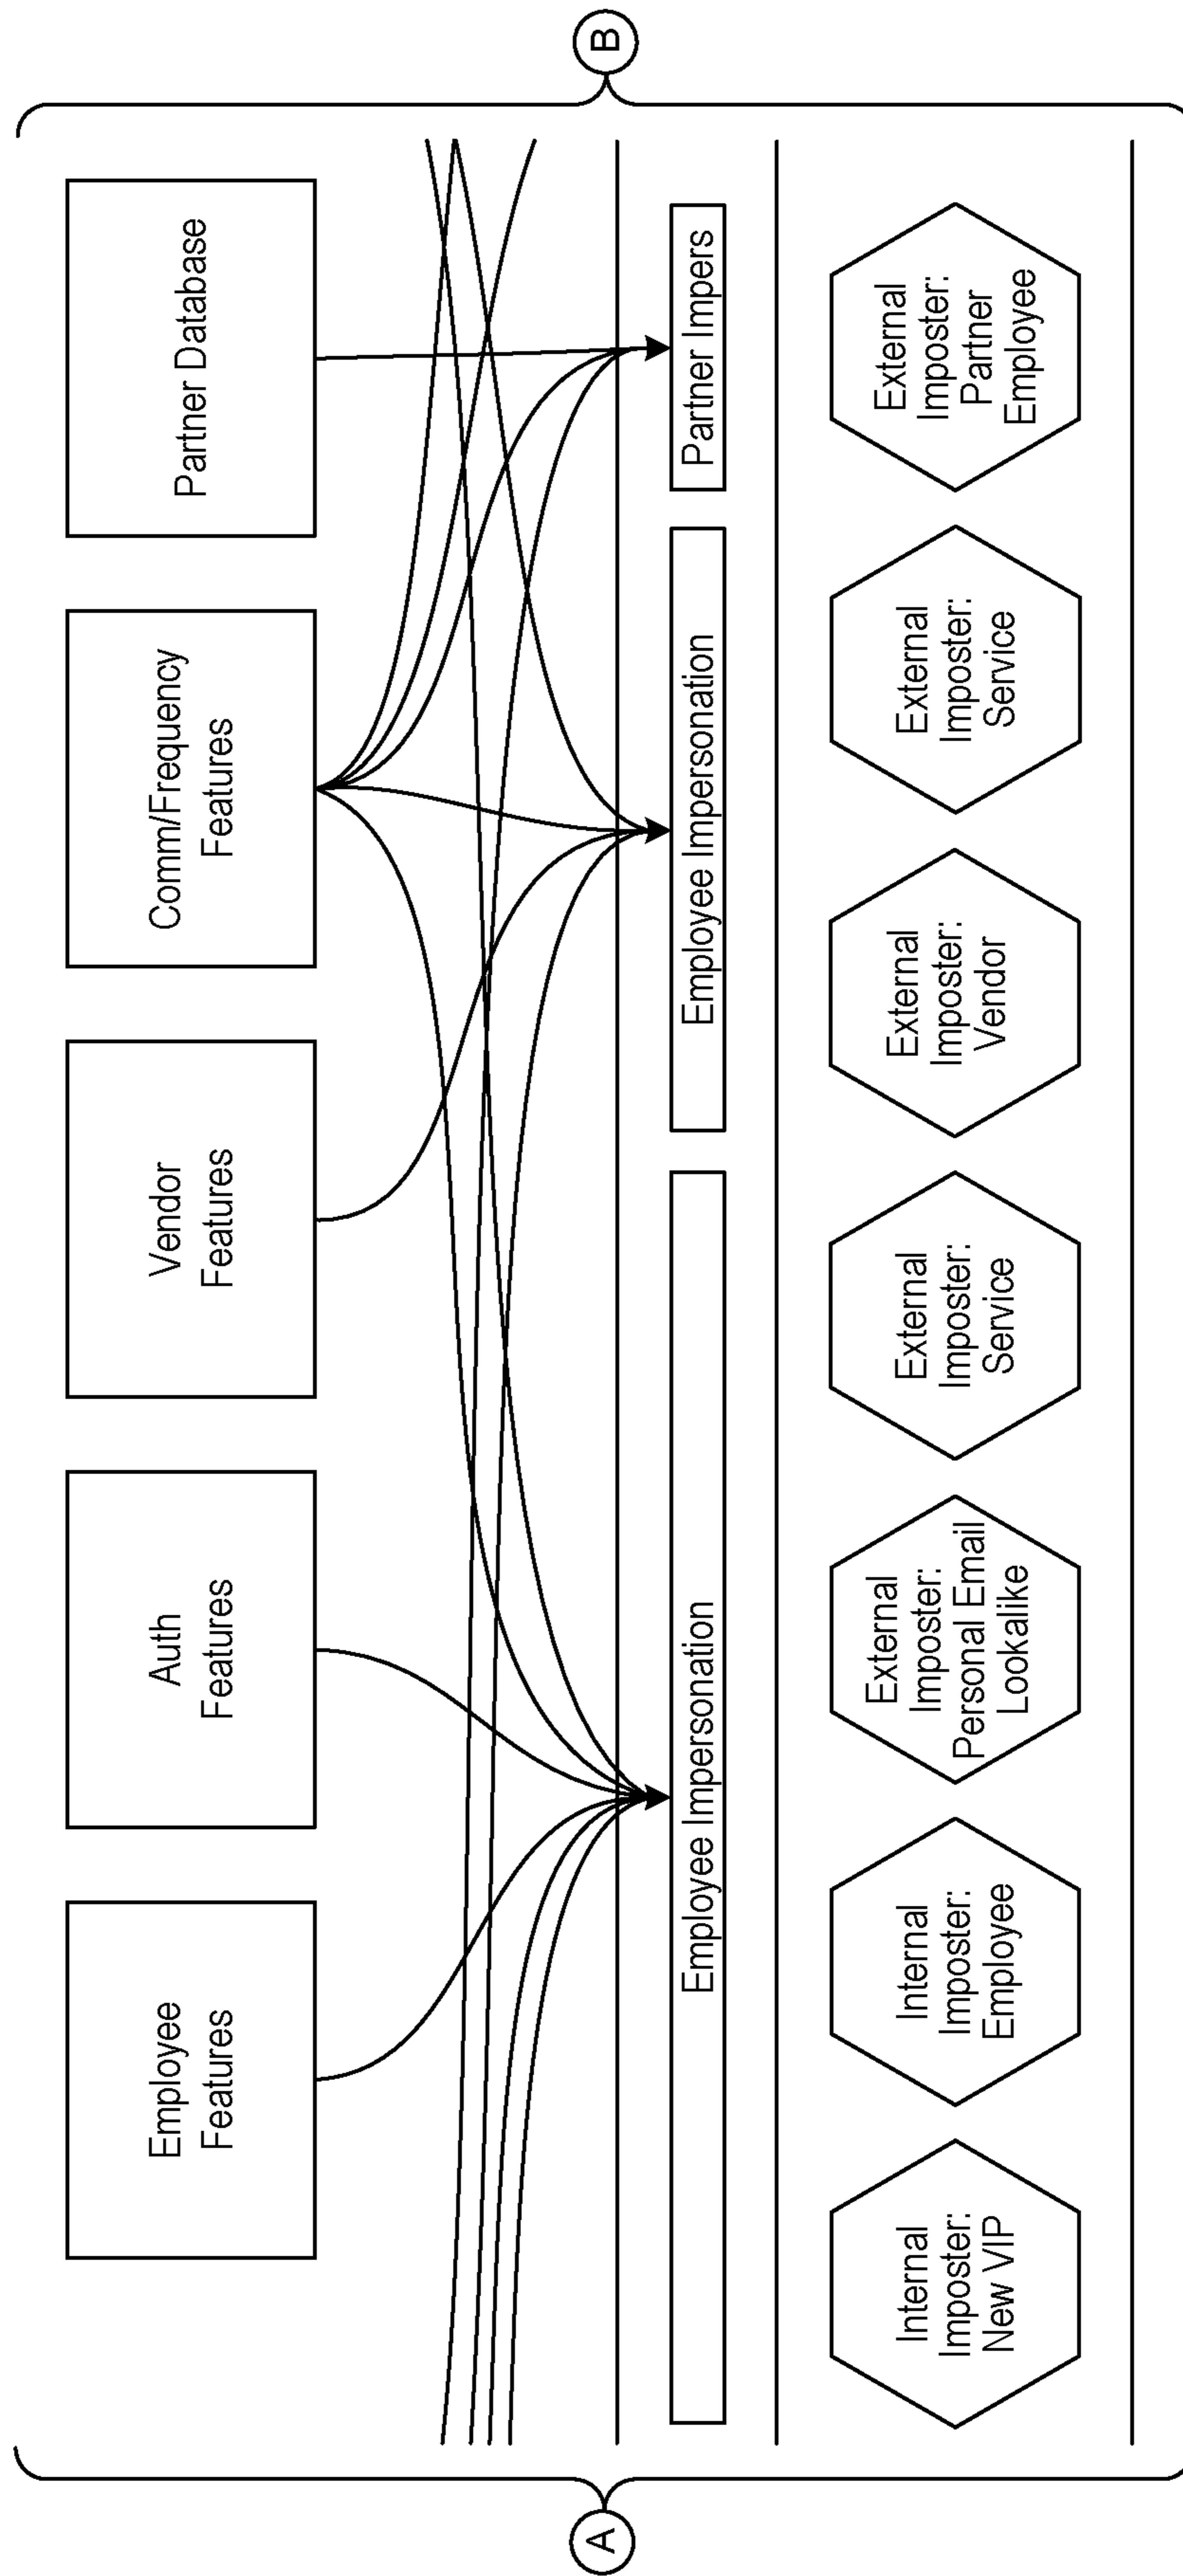 A
Employee
Features
Auth
Features
Vendor
Features
Comm/Frequency
Features
Partner Database
B
Employee Impersonation
Employee Impersonation
Partner Impers
Internal
Imposter:
New VIP
Internal
Imposter:
Employee
External
Imposter:
Personal Email
Lookalike
External
Imposter:
Service
External
Imposter:
Vendor
External
Imposter:
Service
External
Imposter:
Partner
Employee